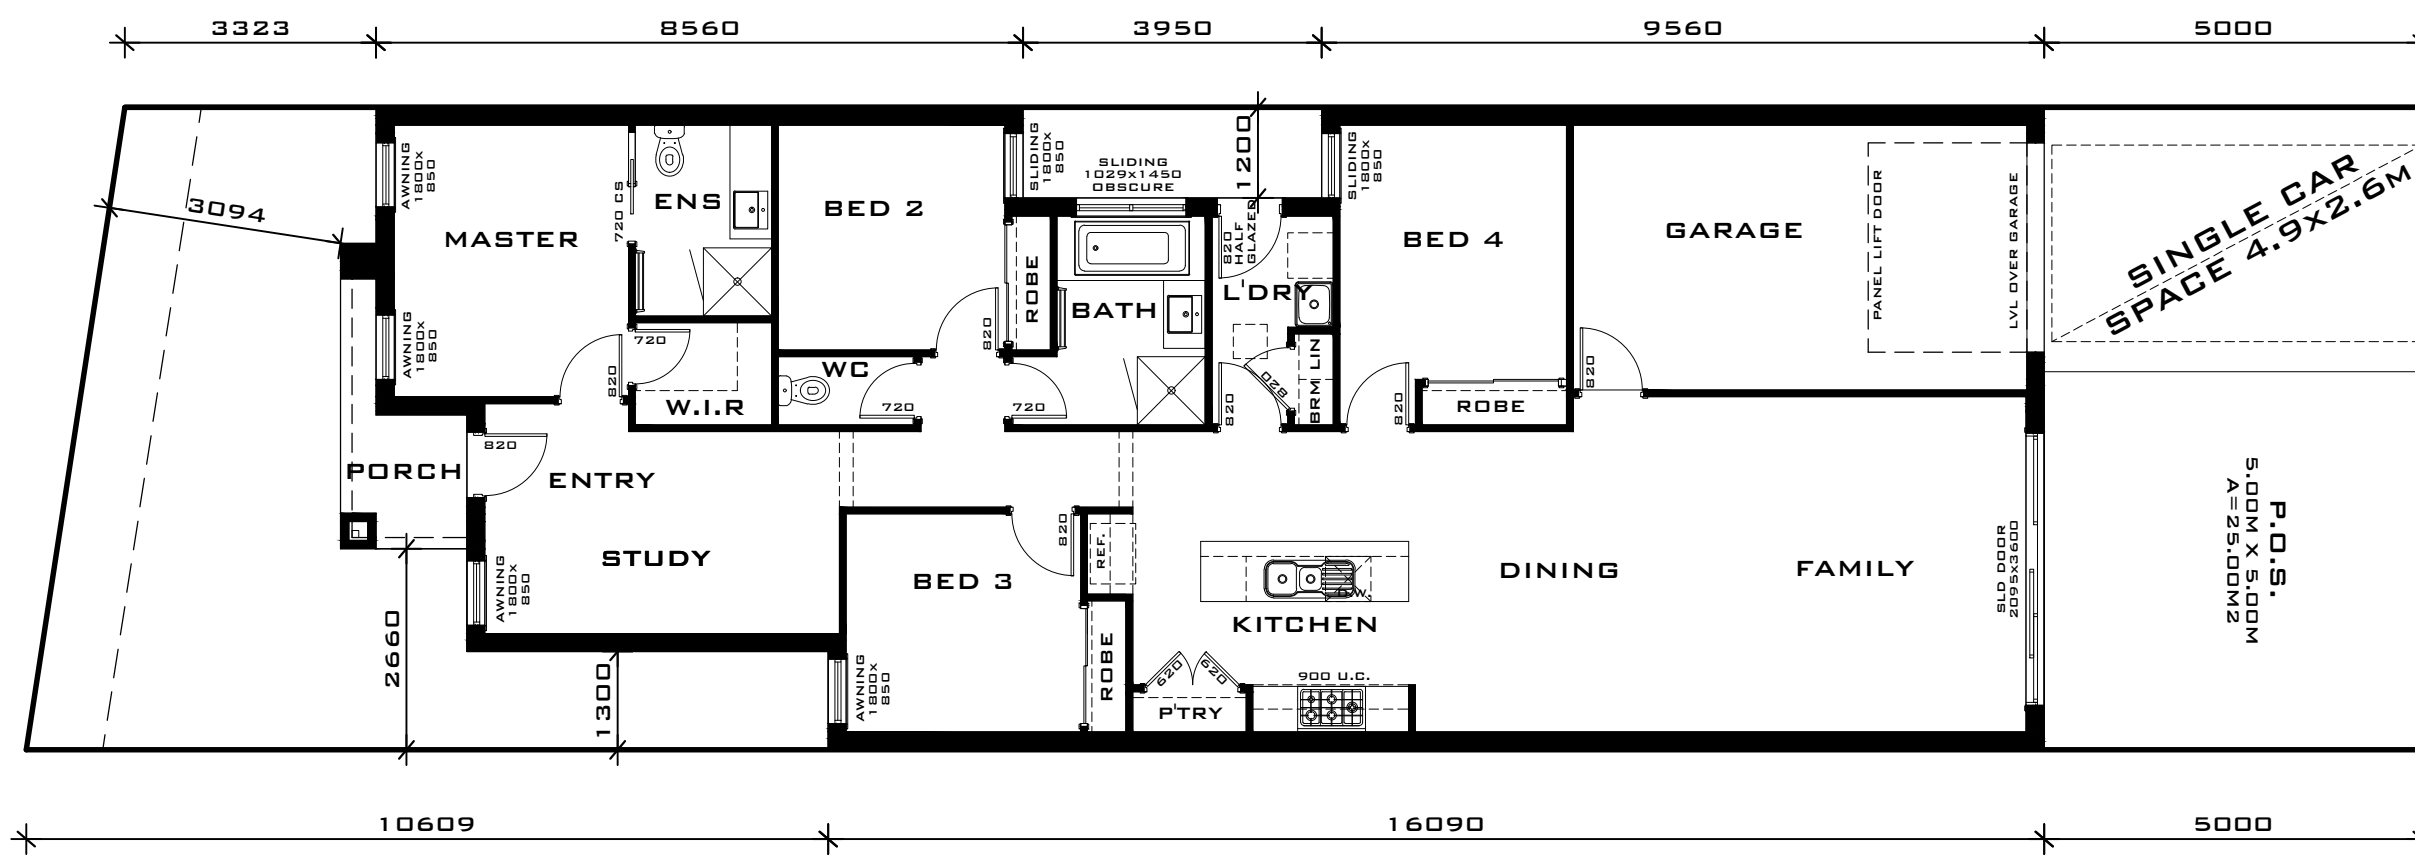 3323
8560
3950
9560
5000
3094
AWNING
1800x
850
MASTER
720 CS
ENS
BED 2
SLIDING
1800x
850
SLIDING
1029x1450
OBSCURE
1200
SLIDING
1800x
850
BED 4
GARAGE
PANEL LIFT DOOR
LVL OVER GARAGE
SINGLE CAR
SPACE 4.9x2.6M
AWNING
1800x
850
820
720
W.I.R
WC
720
820
ROBE
BATH
720
820
HALF
GLAZED
L'DRY
820
820
BRM LIN
820
ROBE
820
PORCH
820
ENTRY
STUDY
AWNING
1800x
850
2660
1300
BED 3
820
REF.
ROBE
AWNING
1800x
850
KITCHEN
D.W.
620
620
P'TRY
900 U.C.
DINING
FAMILY
SLD DOOR
2095x3600
P.O.S.
5.00M X 5.00M
A=25.00M2
10609
16090
5000